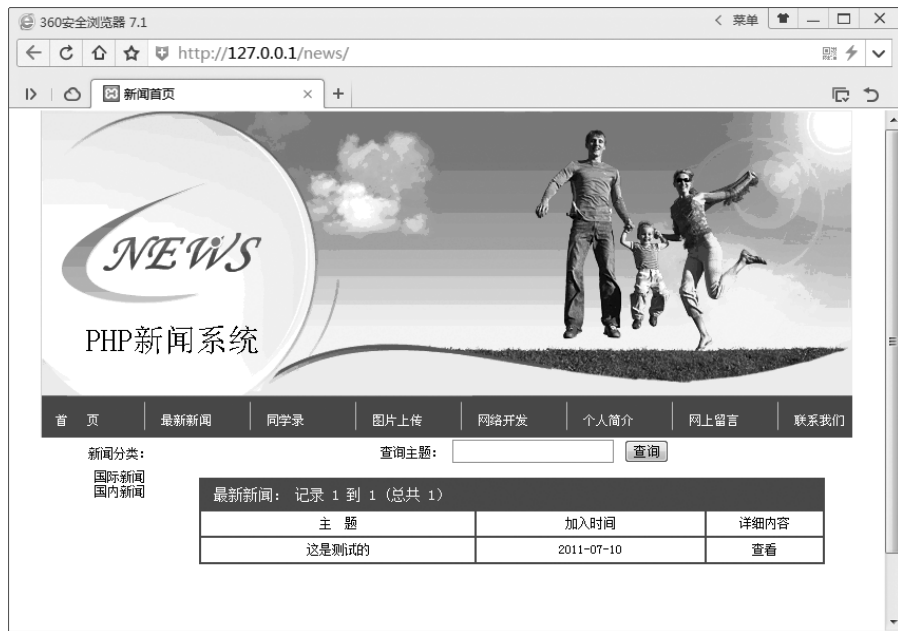 360安全浏览器 7.1
菜单
http://127.0.0.1/news/
新闻首页
NEWS
PHP新闻系统
首 页 最新新闻 同学录 图片上传 网络开发 个人简介 网上留言 联系我们
新闻分类:
国际新闻
国内新闻
查询主题: 查询
最新新闻: 记录 1 到 1 (总共 1)
主 题 加入时间 详细内容
这是测试的 2011-07-10 查看